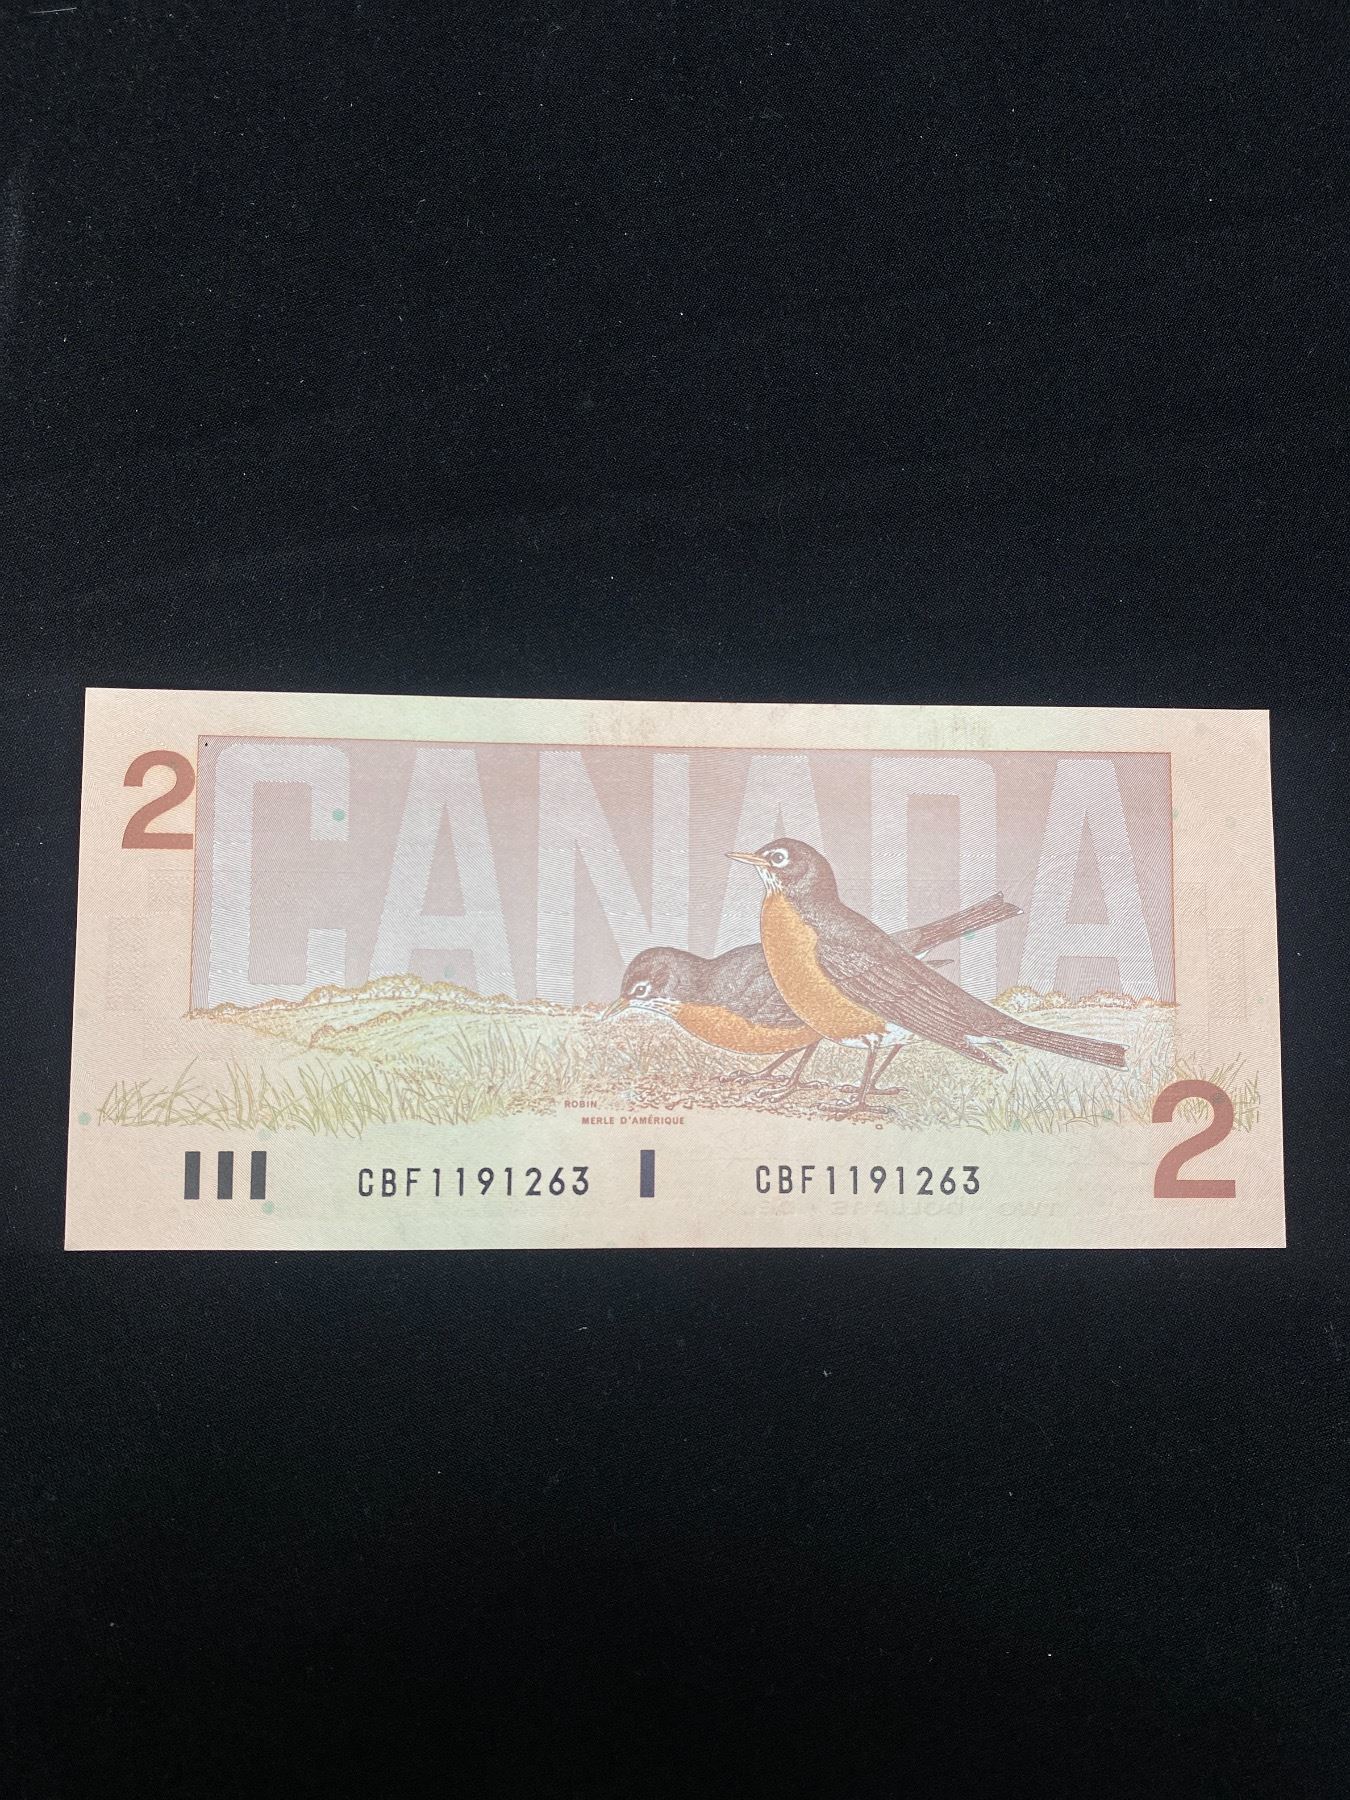 2
CANADA
ROBIN
MERLE D'AMÉRIQUE
CBF1191263 CBF1191263
2